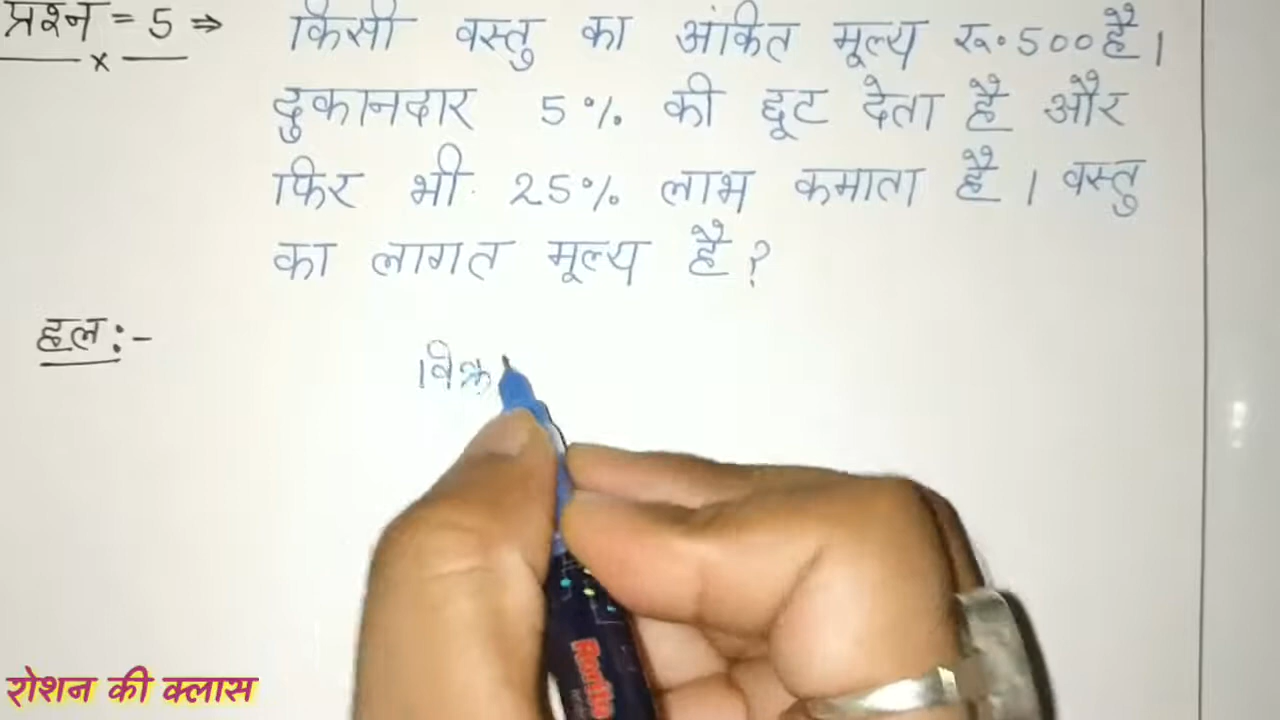 प्रश्न = 5 ⇒ किसी वस्तु का अंकित मूल्य रू० 500 है।
x
दुकानदार 5% की छूट देता है और
फिर भी 25% लाभ कमाता है। वस्तु
का लागत मूल्य है?
हल:-
विक्र
रोशन की क्लास